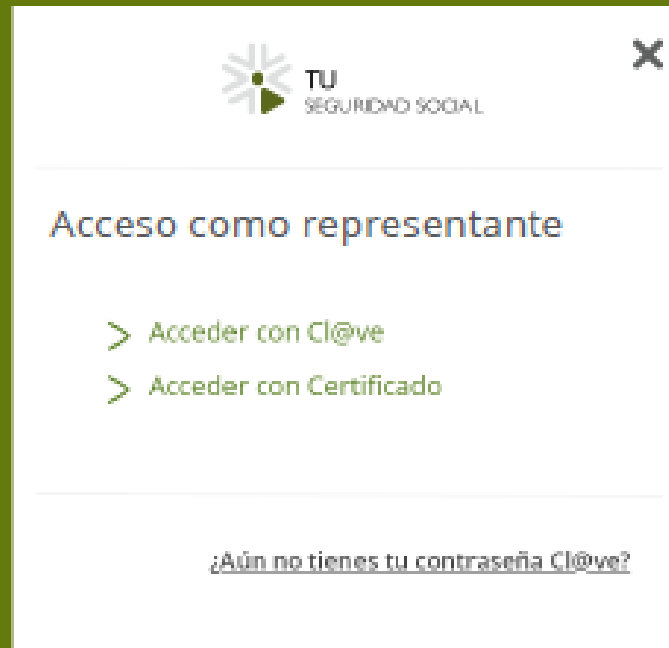 TU
SEGURIDAD SOCIAL
Acceso como representante
Acceder con Cl@ve
Acceder con Certificado
¿Aún no tienes tu contraseña Cl@ve?